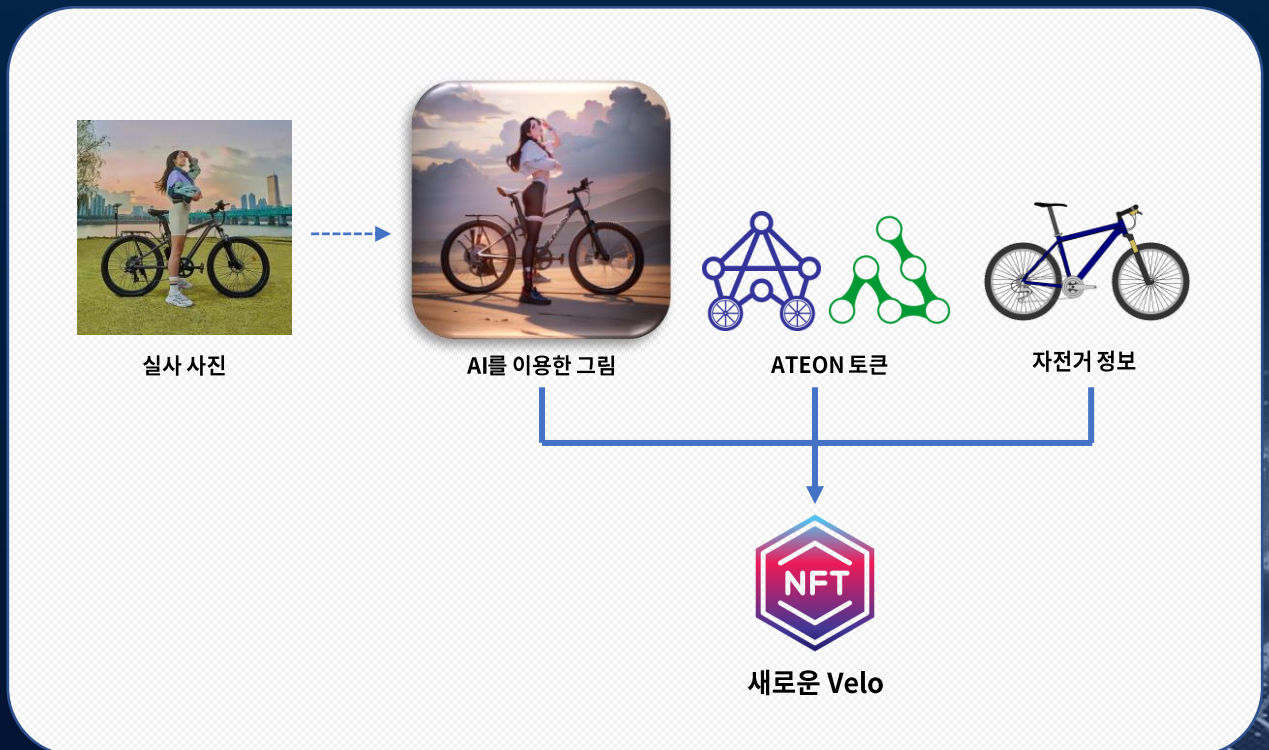 실사 사진
AI를 이용한 그림
ATEON 토큰
자전거 정보
NFT
새로운 Velo